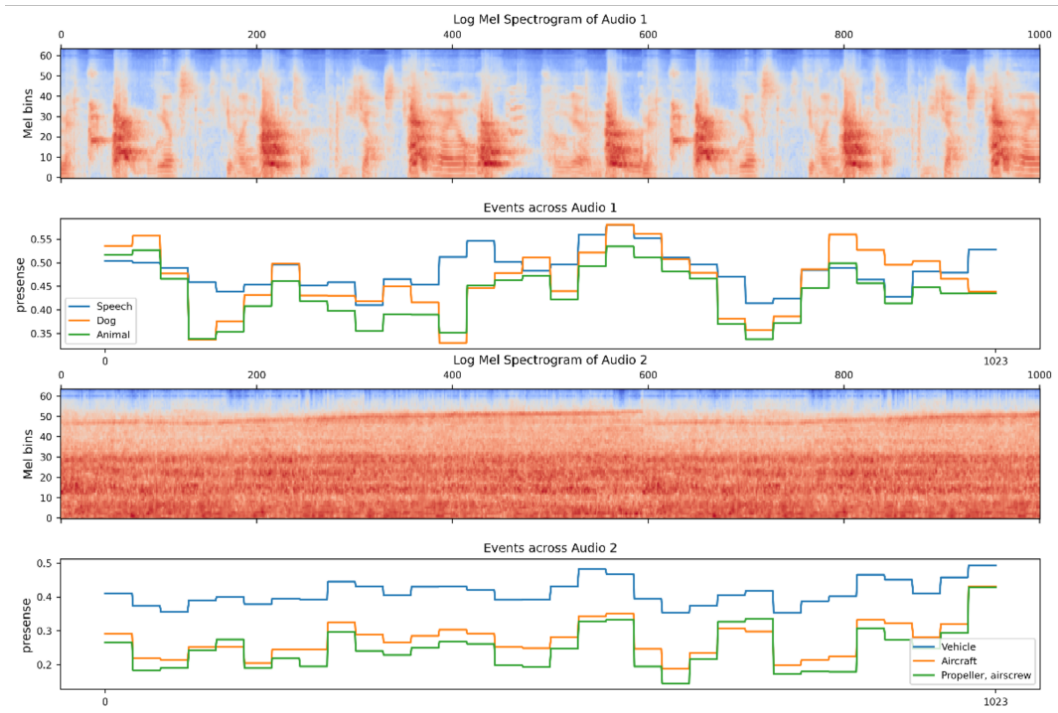 Log Mel Spectrogram of Audio 1
0 200 400 600 800 1000
60
50
40
30
20
10
0
Mel bins
Events across Audio 1
0.55
0.50
0.45
0.40
0.35
presense
Speech
Dog
Animal
0 1023
Log Mel Spectrogram of Audio 2
0 200 400 600 800 1000
60
50
40
30
20
10
0
Mel bins
Events across Audio 2
0.5
0.4
0.3
0.2
presense
Vehicle
Aircraft
Propeller, airscrew
0 1023